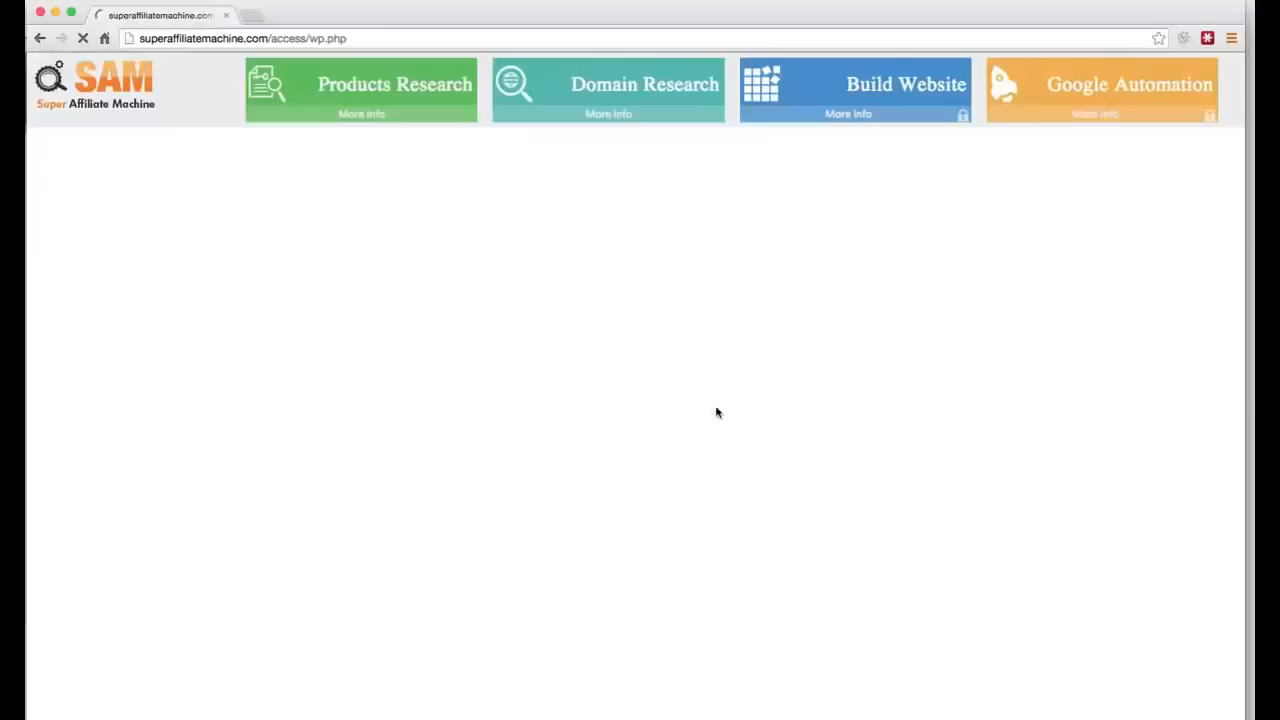 superaffiliatemachine.com
superaffiliatemachine.com/access/wp.php
SAM
Super Affiliate Machine
Products Research
More info
Domain Research
More Info
Build Website
More Info
Google Automation
More Info